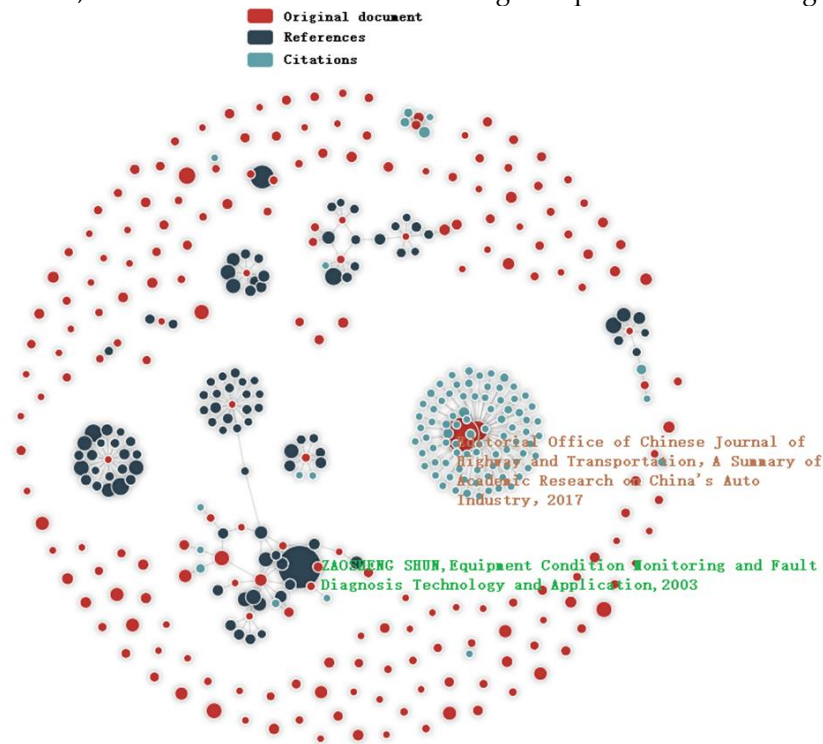 Original document
References
Citations
Editorial Office of Chinese Journal of
Highway and Transportation, A Summary of
Academic Research on China's Auto
Industry, 2017
ZAOSHENG SHUN,Equipment Condition Monitoring and Fault
Diagnosis Technology and Application,2003